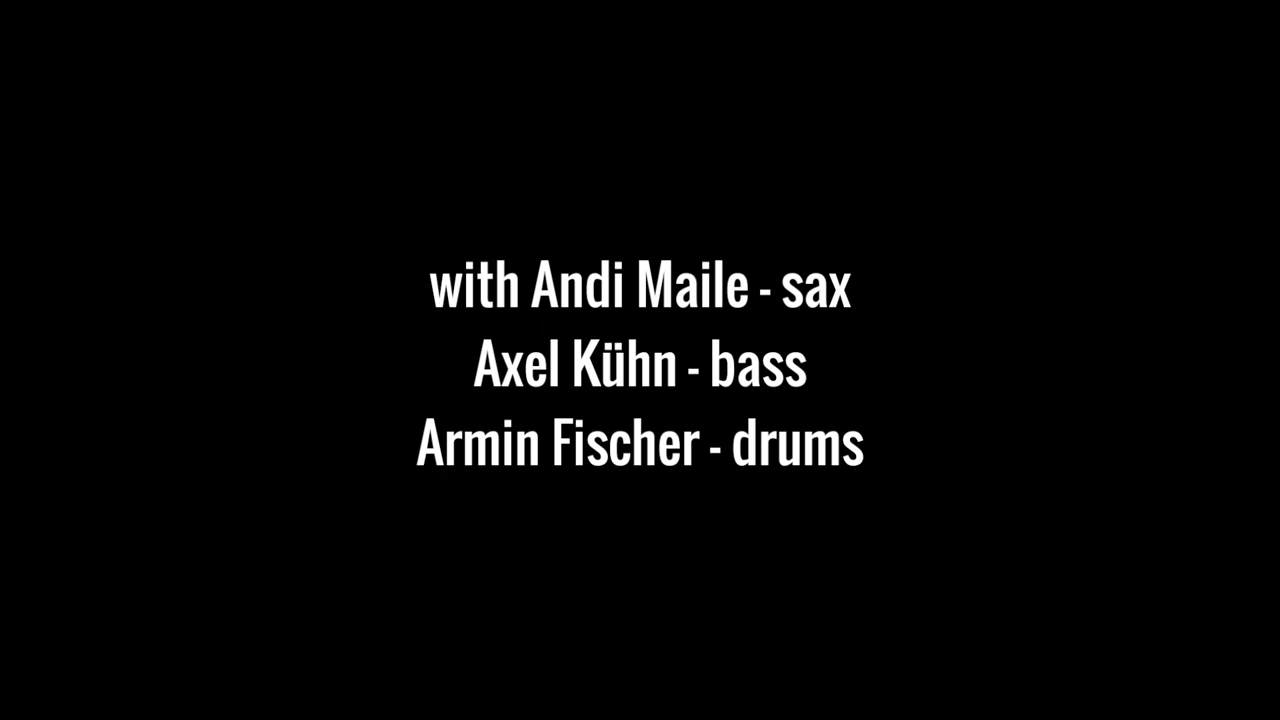 with Andi Maile - sax
Axel Kühn - bass
Armin Fischer - drums